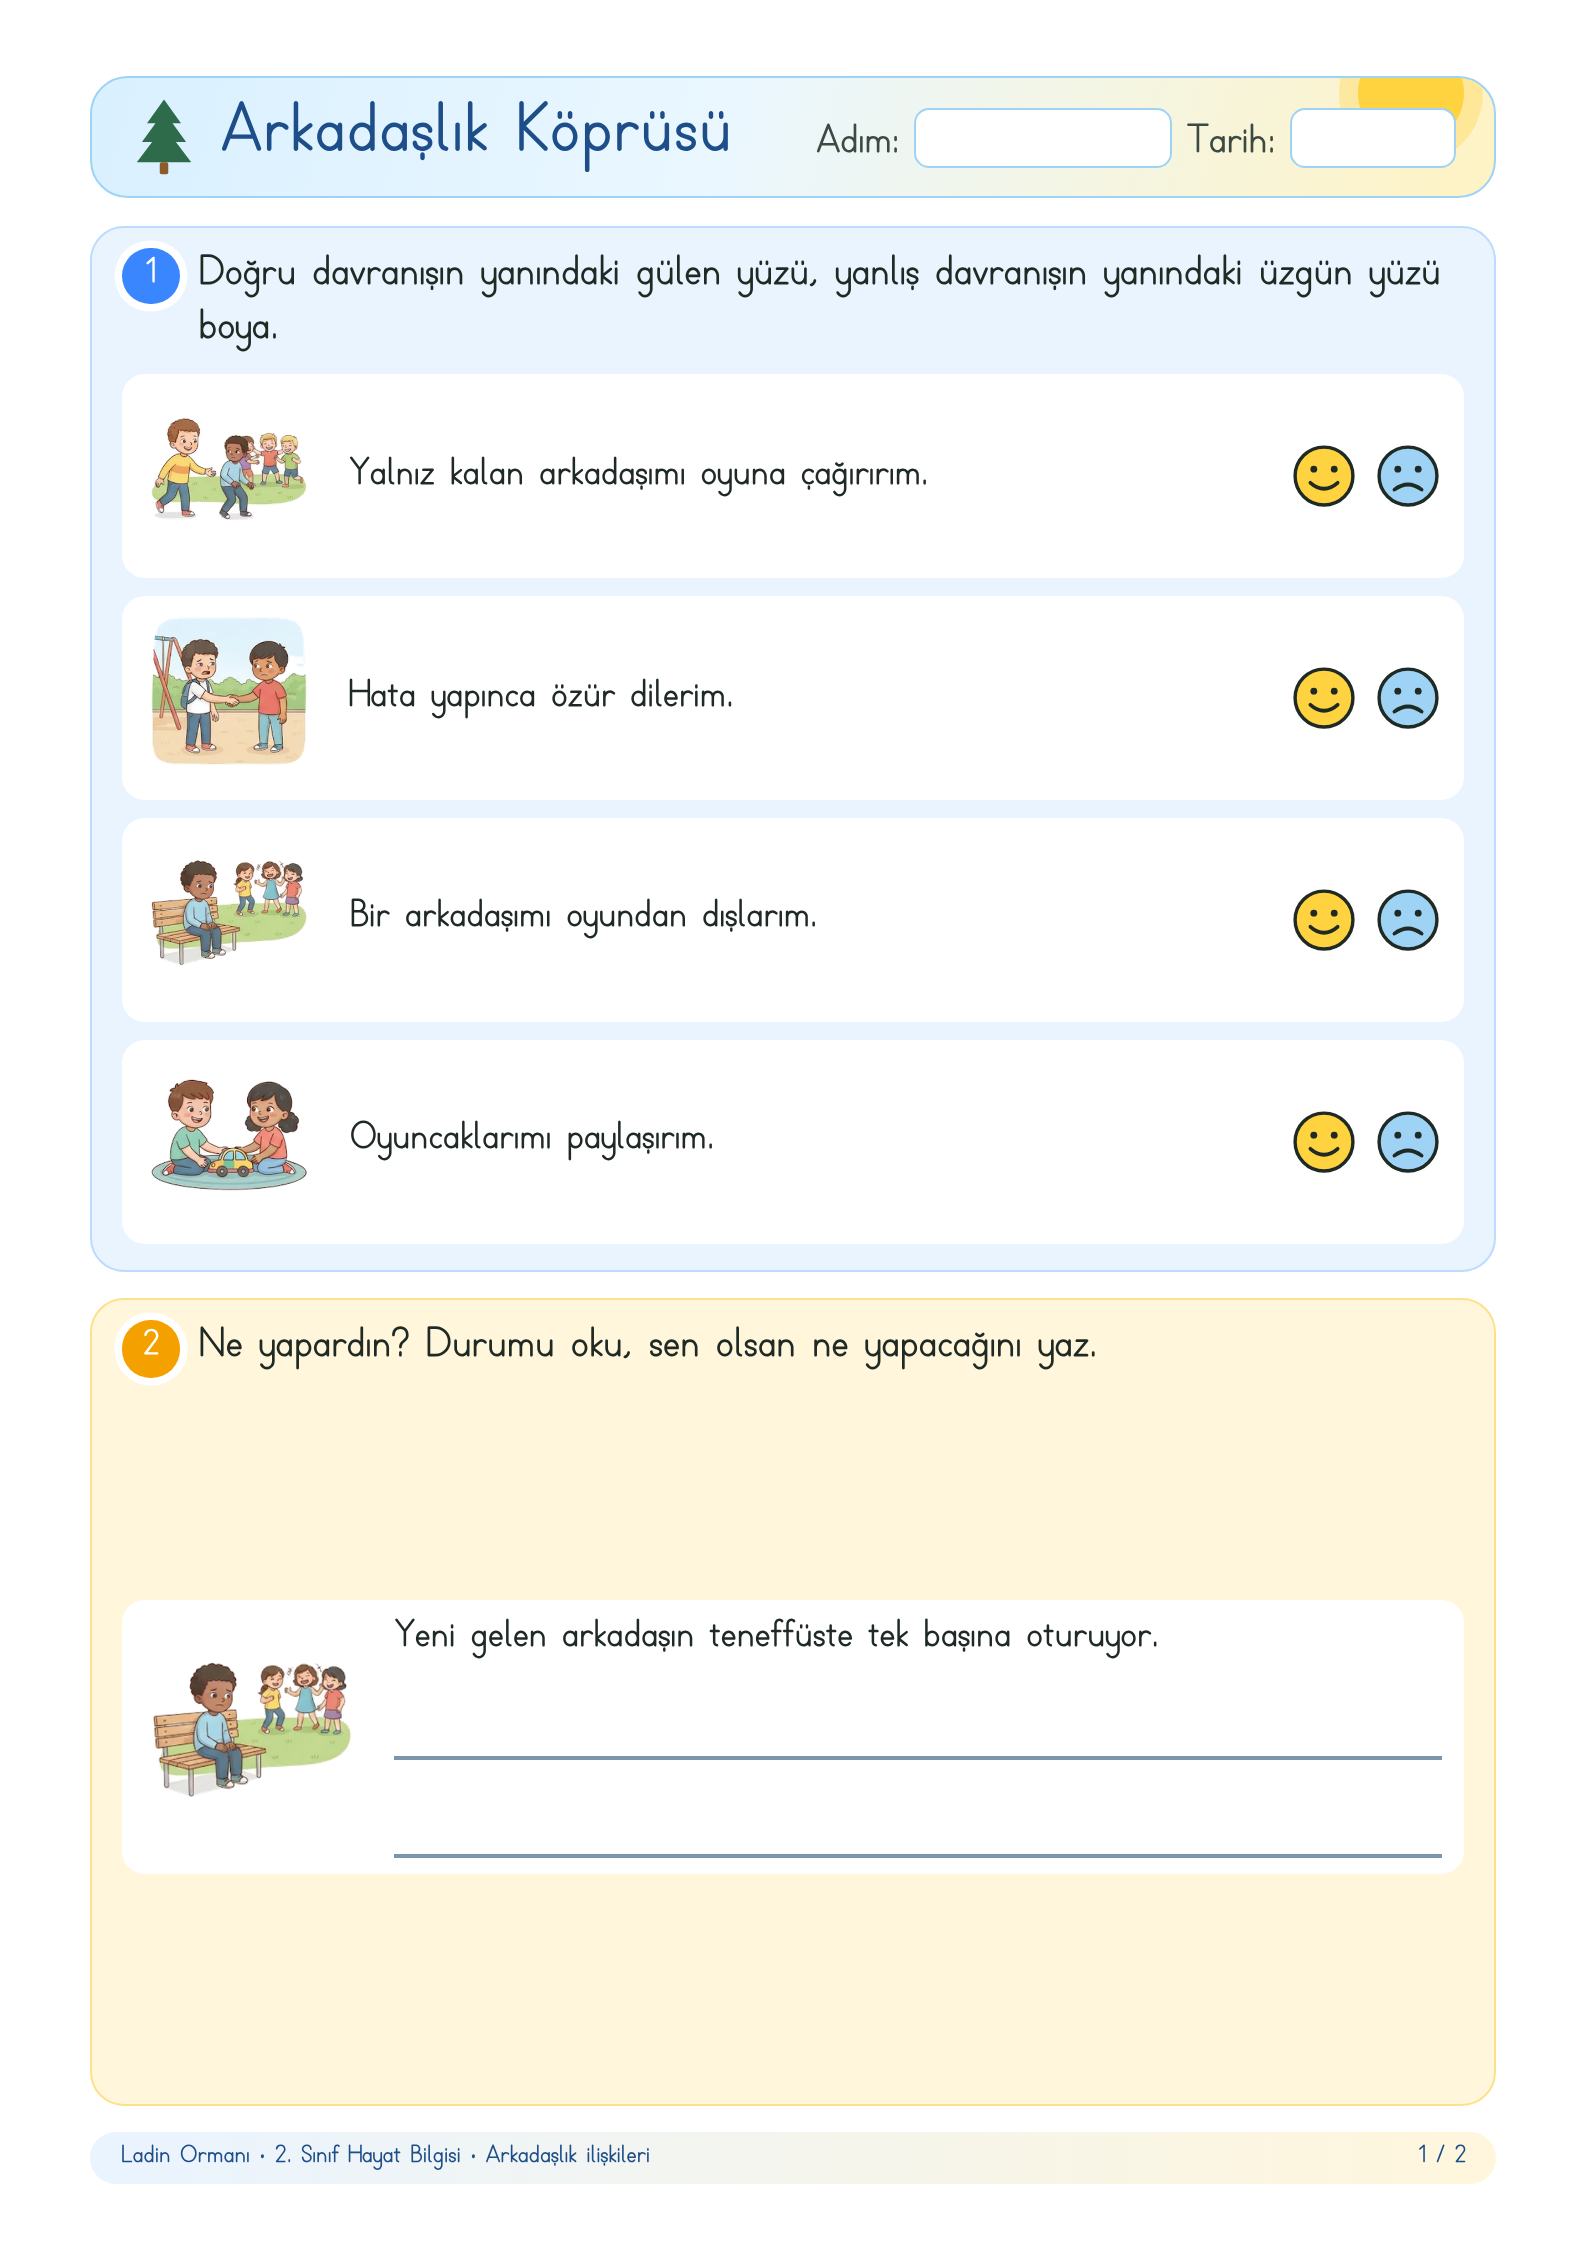 Arkadaşlık Köprüsü
Adım:
Tarih:
1
Doğru davranışın yanındaki gülen yüzü, yanlış davranışın yanındaki üzgün yüzü
boya.
Yalnız kalan arkadaşımı oyuna çağırırım.
Hata yapınca özür dilerim.
Bir arkadaşımı oyundan dışlarım.
Oyuncaklarımı paylaşırım.
2
Ne yapardın? Durumu oku, sen olsan ne yapacağını yaz.
Yeni gelen arkadaşın teneffüste tek başına oturuyor.
Ladin Ormanı • 2. Sınıf Hayat Bilgisi • Arkadaşlık ilişkileri
1 / 2